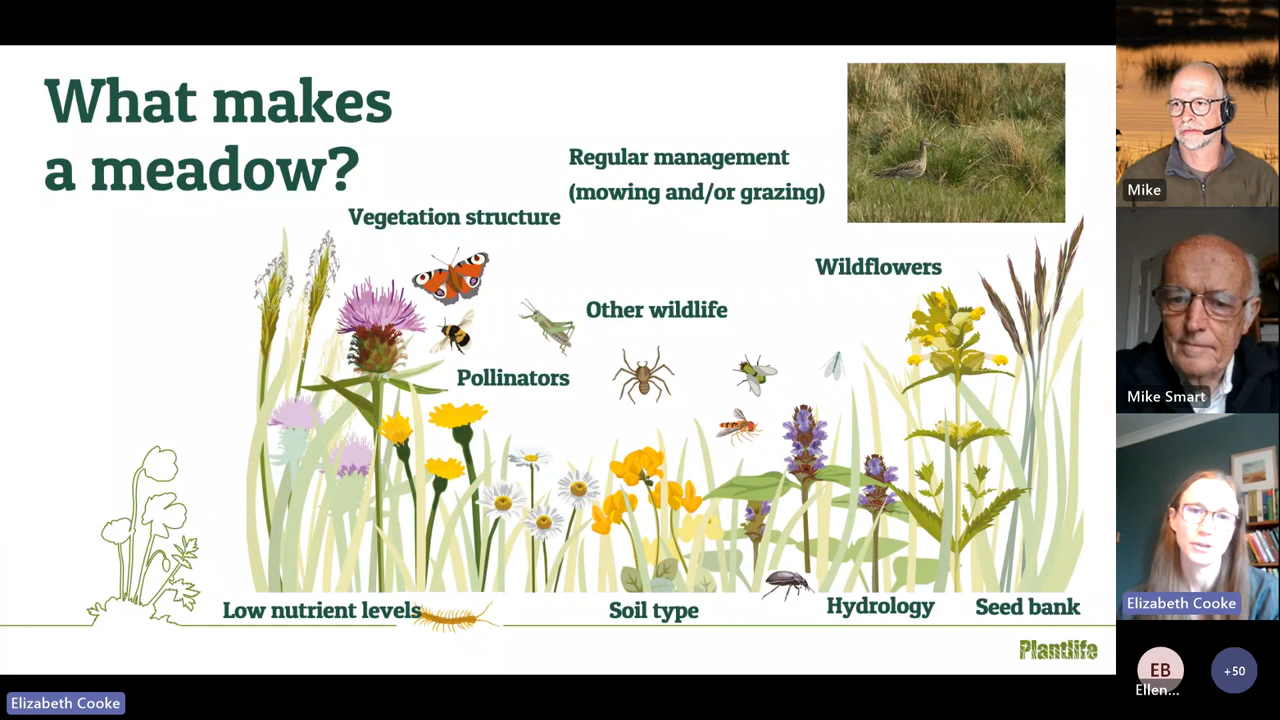 What makes
a meadow?
Regular management
(mowing and/or grazing)
Vegetation structure
Wildflowers
Other wildlife
Pollinators
Low nutrient levels
Soil type
Hydrology
Seed bank
Plantlife
Elizabeth Cooke
Mike
Mike Smart
Elizabeth Cooke
EB
Ellen...
+50